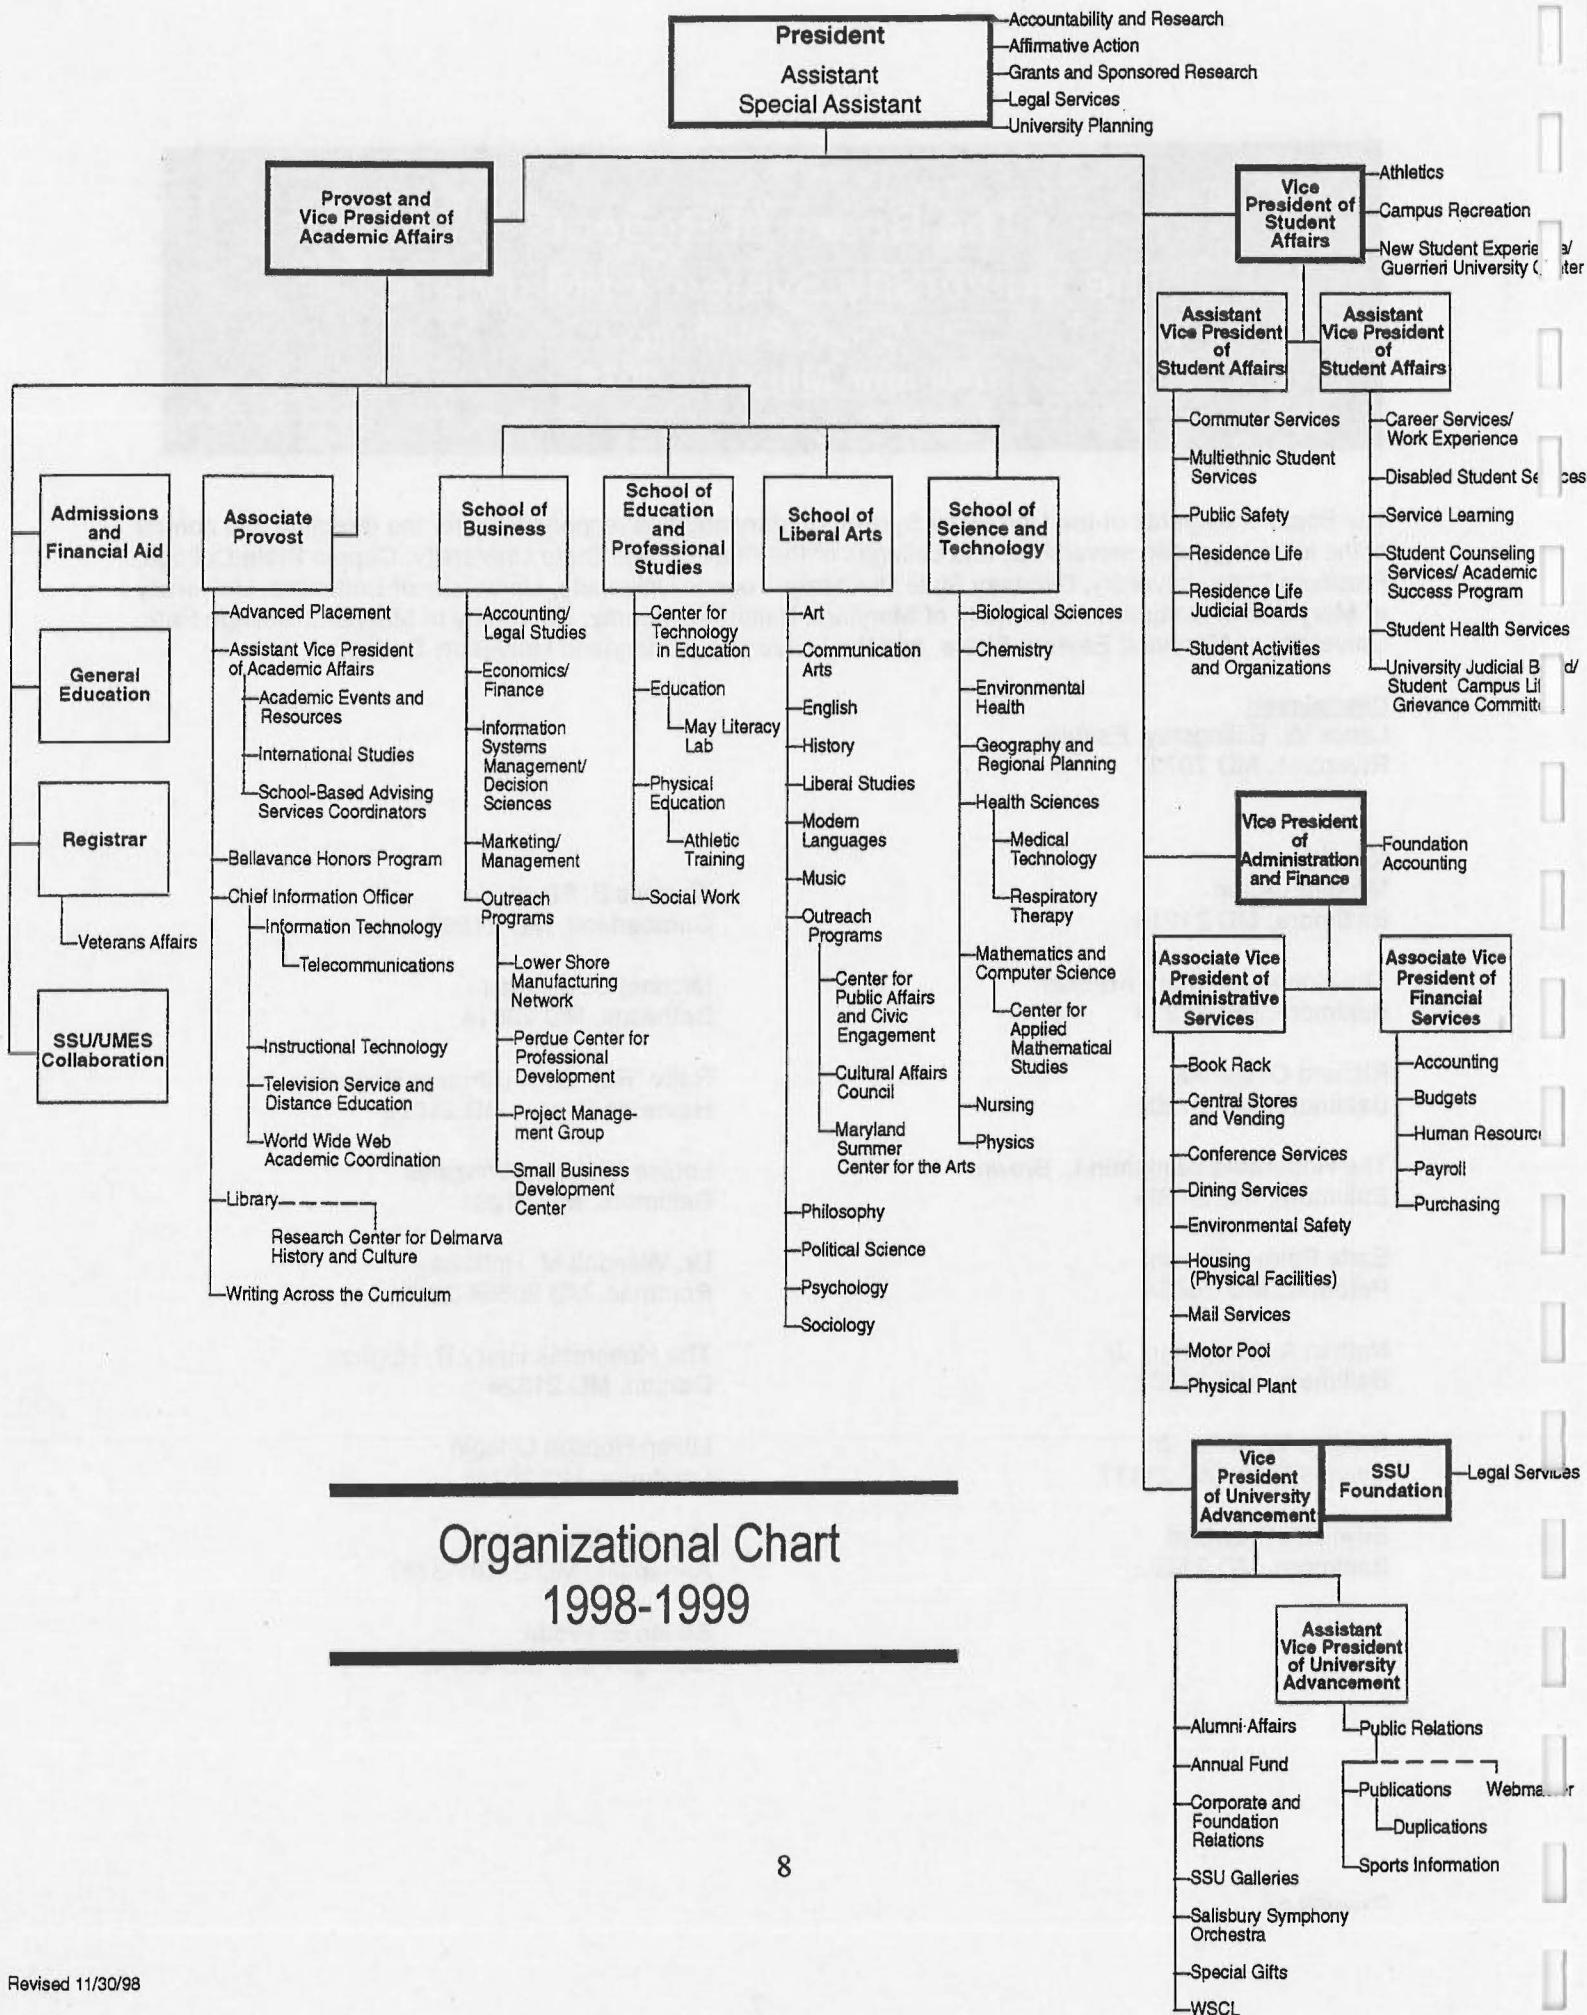 President
Assistant
Special Assistant
Accountability and Research
Affirmative Action
Grants and Sponsored Research
Legal Services
University Planning
Provost and
Vice President of
Academic Affairs
Vice
President of
Student
Affairs
Athletics
Campus Recreation
New Student
Guerrieri University
Assistant
Vice President
of
Student Affairs
Assistant
Vice President
of
Student Affairs
Commuter Services
Multiethnic Student
Services
Public Safety
Residence Life
Residence Life
Judicial Boards
Student Activities
and Organizations
Career Services/
Work Experience
Disabled Student
Service Learning
Student Counseling
Services/ Academic
Success Program
Student Health Services
University Judicial
Student Campus
Grievance
Admissions
and
Financial Aid
General
Education
Registrar
Veterans Affairs
SSU/UMES
Collaboration
Associate
Provost
Advanced Placement
Assistant Vice President
of Academic Affairs
Academic Events and
Resources
International Studies
School-Based Advising
Services Coordinators
Bellavance Honors Program
Chief Information Officer
Information Technology
Telecommunications
Instructional Technology
Television Service and
Distance Education
World Wide Web
Academic Coordination
Library
Research Center for Delmarva
History and Culture
Writing Across the Curriculum
School of
Business
Accounting/
Legal Studies
Economics/
Finance
Information
Systems
Management/
Decision
Sciences
Marketing/
Management
Outreach
Programs
Lower Shore
Manufacturing
Network
Perdue Center for
Professional
Development
Project Manage-
ment Group
Small Business
Development
Center
School of
Education
and
Professional
Studies
Center for
Technology
in Education
Education
May Literacy
Lab
Physical
Education
Athletic
Training
Social Work
School of
Liberal Arts
Art
Communication
Arts
English
History
Liberal Studies
Modern
Languages
Music
Outreach
Programs
Center for
Public Affairs
and Civic
Engagement
Cultural Affairs
Council
Maryland
Summer
Center for the Arts
Philosophy
Political Science
Psychology
Sociology
School of
Science and
Technology
Biological Sciences
Chemistry
Environmental
Health
Geography and
Regional Planning
Health Sciences
Medical
Technology
Respiratory
Therapy
Mathematics and
Computer Science
Center for
Applied
Mathematical
Studies
Nursing
Physics
Vice President
of
Administration
and Finance
Foundation
Accounting
Associate Vice
President of
Administrative
Services
Associate Vice
President of
Financial
Services
Book Rack
Central Stores
and Vending
Conference Services
Dining Services
Environmental Safety
Housing
(Physical Facilities)
Mail Services
Motor Pool
Physical Plant
Accounting
Budgets
Human
Payroll
Purchasing
Vice
President
of University
Advancement
SSU
Foundation
Legal Services
Assistant
Vice President
of University
Advancement
Alumni Affairs
Annual Fund
Corporate and
Foundation
Relations
SSU Galleries
Salisbury Symphony
Orchestra
Special Gifts
WSCL
Public Relations
Publications
Duplications
Sports Information
Organizational Chart
1998-1999
8
Revised 11/30/98